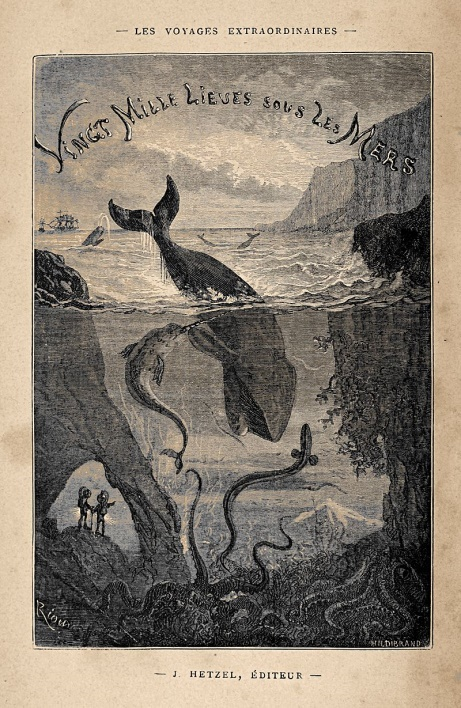 — LES VOYAGES EXTRAORDINAIRES —
VINGT MILLE LIEUES SOUS LES MERS
Riou
HILDIBRAND
— J. HETZEL, ÉDITEUR —